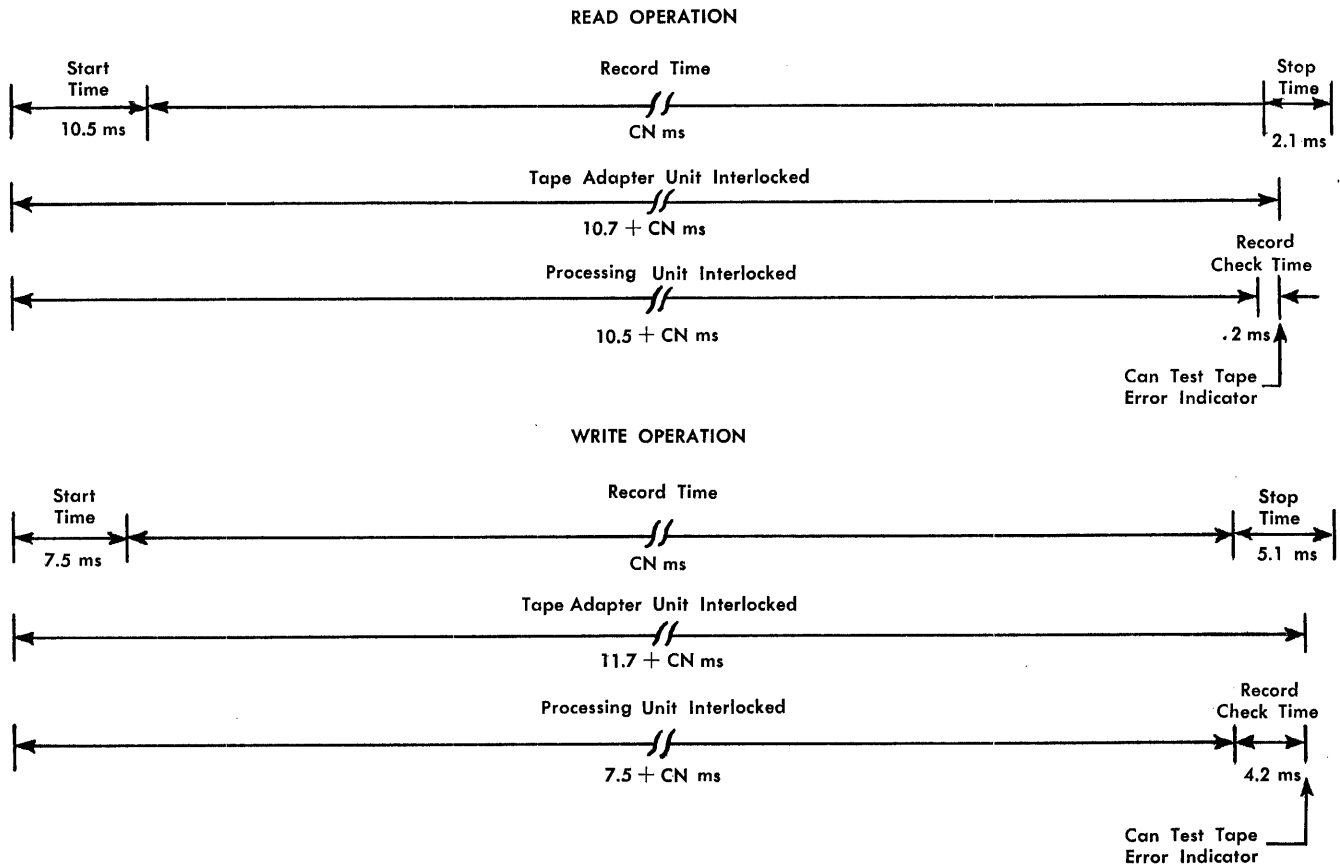 READ OPERATION
Start
Time
Record Time
Stop
Time
10.5 ms
CN ms
2.1 ms
Tape Adapter Unit Interlocked
10.7 + CN ms
Processing Unit Interlocked
Record
Check Time
10.5 + CN ms
.2 ms
Can Test Tape
Error Indicator
WRITE OPERATION
Start
Time
Record Time
Stop
Time
7.5 ms
CN ms
5.1 ms
Tape Adapter Unit Interlocked
11.7 + CN ms
Processing Unit Interlocked
Record
Check Time
7.5 + CN ms
4.2 ms
Can Test Tape
Error Indicator